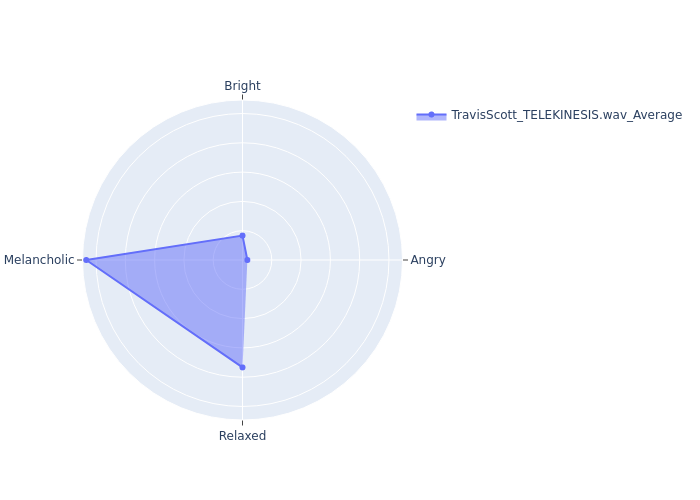 Bright
TravisScott_TELEKINESIS.wav_Average
Melancholic
Angry
Relaxed